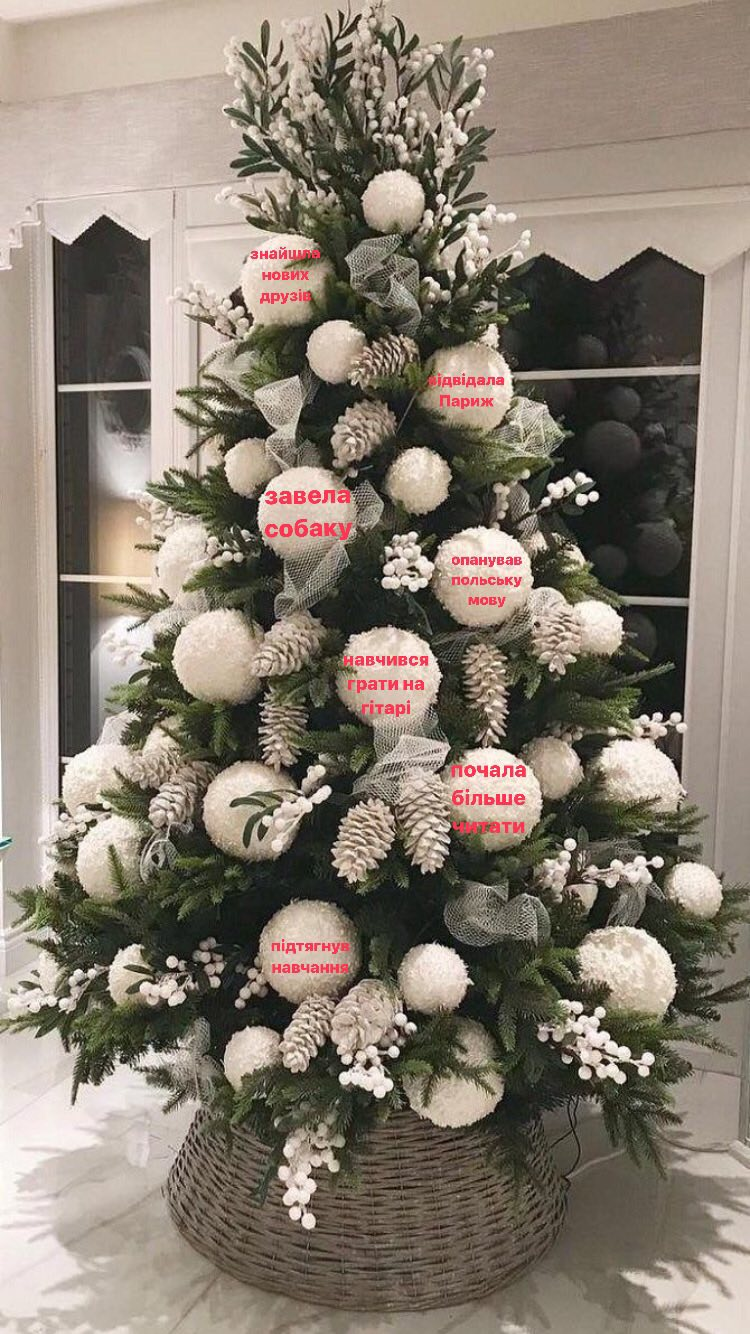 знайшла
нових
друзів
відвідала
Париж
завела
собаку
опанував
польську
мову
навчився
грати на
гітарі
почала
більше
читати
підтягнув
навчання